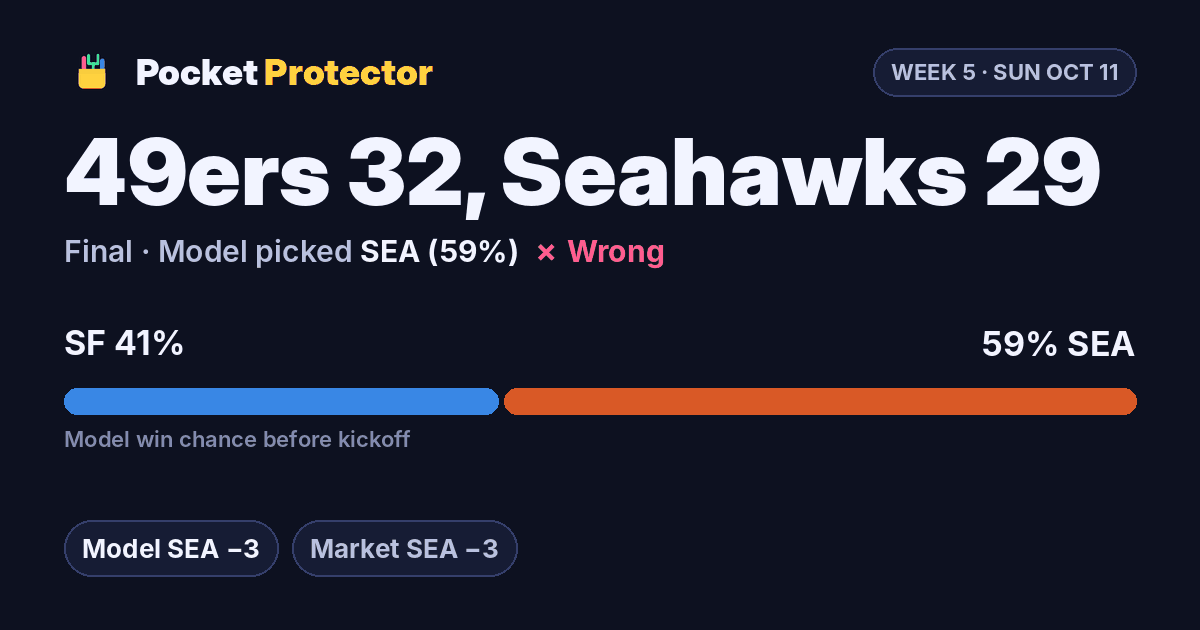 Pocket Protector
WEEK 5 · SUN OCT 11
49ers 32, Seahawks 29
Final · Model picked SEA (59%) × Wrong
SF 41%
59% SEA
Model win chance before kickoff
Model SEA −3
Market SEA −3